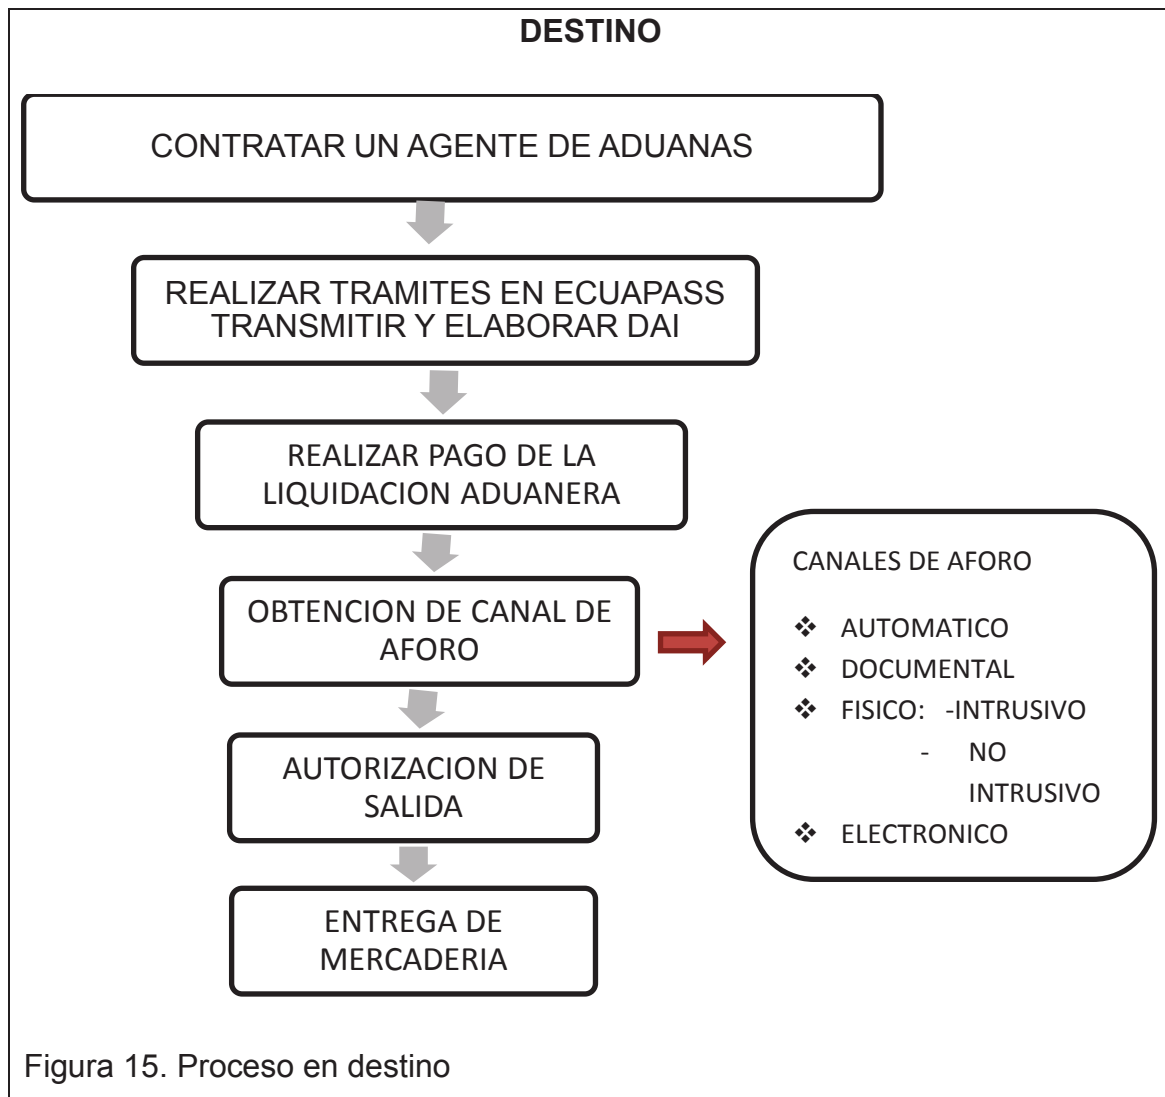 DESTINO
CONTRATAR UN AGENTE DE ADUANAS
REALIZAR TRAMITES EN ECUAPASS
TRANSMITIR Y ELABORAR DAI
REALIZAR PAGO DE LA
LIQUIDACION ADUANERA
OBTENCION DE CANAL DE
AFORO
CANALES DE AFORO
❖ AUTOMATICO
❖ DOCUMENTAL
❖ FISICO: -INTRUSIVO
- NO
INTRUSIVO
❖ ELECTRONICO
AUTORIZACION DE
SALIDA
ENTREGA DE
MERCADERIA
Figura 15. Proceso en destino